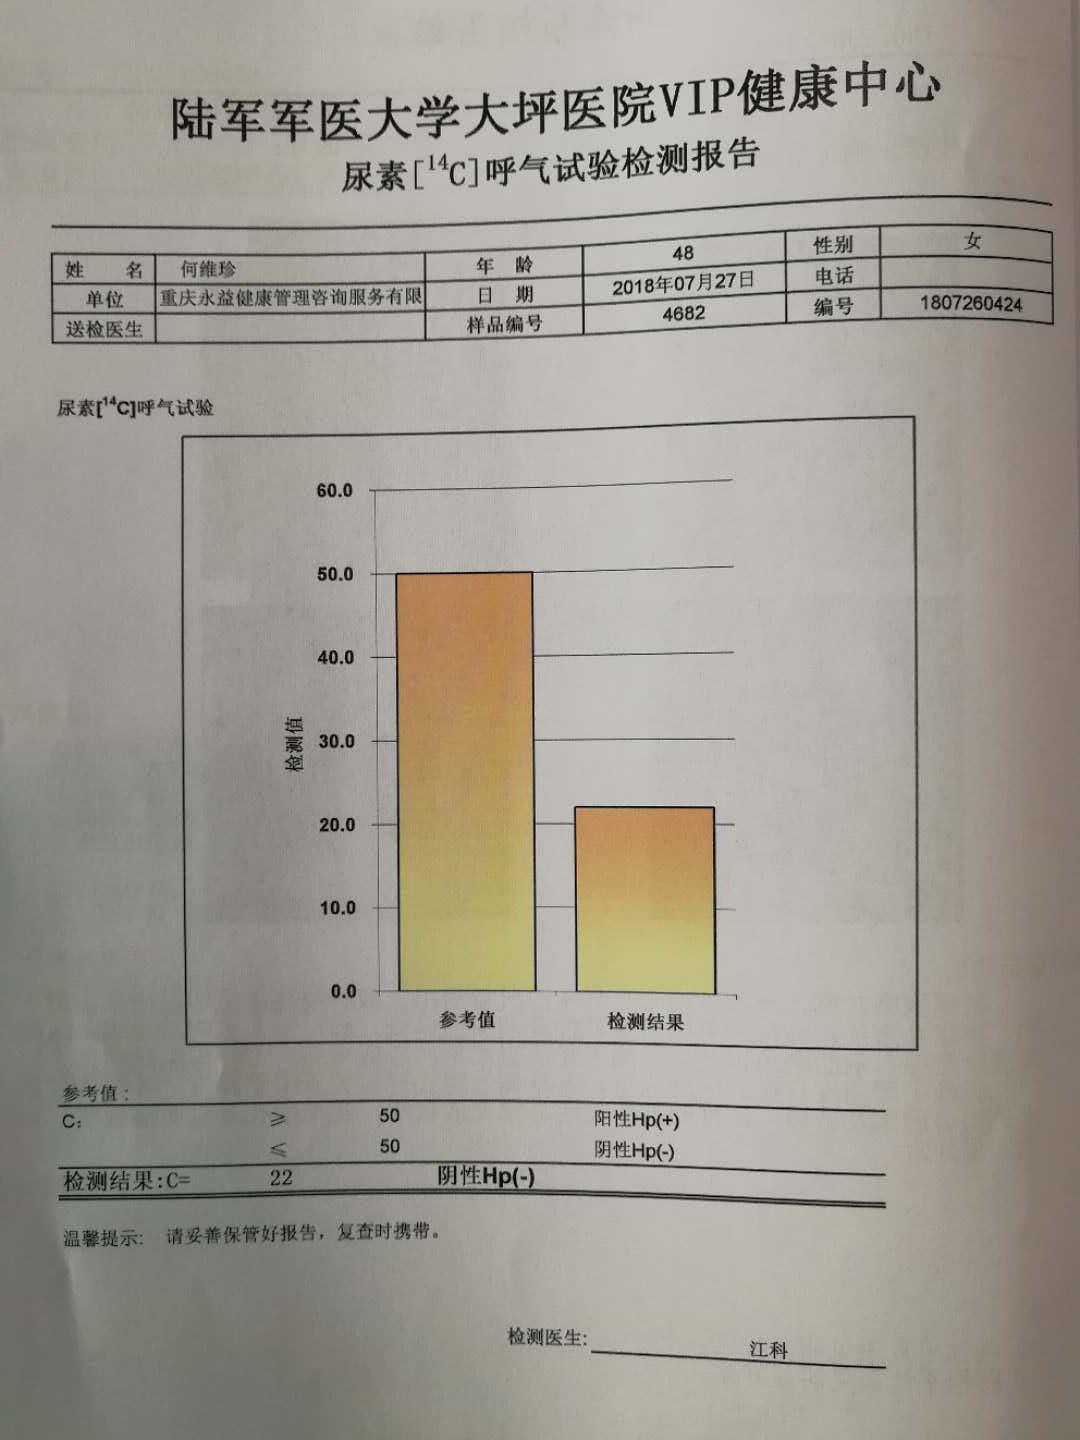 陆军军医大学大坪医院VIP健康中心
尿素[14C]呼气试验检测报告
姓 名 何维珍 年 龄 48 性别 女
单位 重庆永益健康管理咨询服务有限 日 期 2018年07月27日 电话
送检医生 样品编号 4682 编号 1807260424
尿素[14C]呼气试验
60.0
50.0
40.0
30.0
20.0
10.0
0.0
检测值
参考值 检测结果
参考值：
C： ≥ 50 阳性Hp(+)
≤ 50 阴性Hp(-)
检测结果:C= 22 阴性Hp(-)
温馨提示: 请妥善保管好报告，复查时携带。
检测医生: 江科